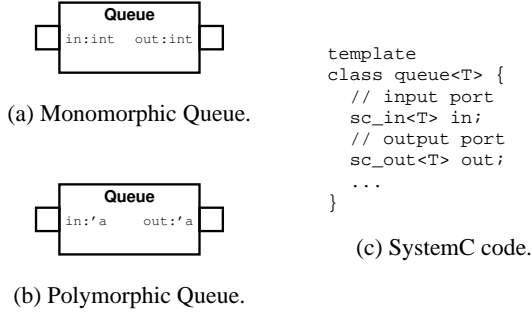 Queue
in:int out:int
(a) Monomorphic Queue.
Queue
in:'a out:'a
(b) Polymorphic Queue.
template
class queue<T> {
// input port
sc_in<T> in;
// output port
sc_out<T> out;
...
}
(c) SystemC code.